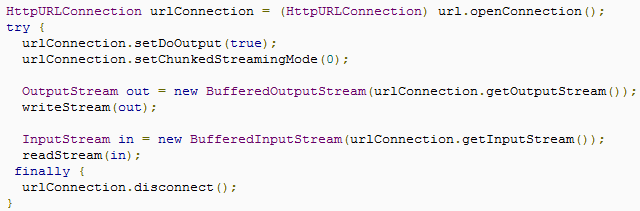 HttpURLConnection urlConnection = (HttpURLConnection) url.openConnection();
try {
urlConnection.setDoOutput(true);
urlConnection.setChunkedStreamingMode(0);
OutputStream out = new BufferedOutputStream(urlConnection.getOutputStream());
writeStream(out);
InputStream in = new BufferedInputStream(urlConnection.getInputStream());
readStream(in);
finally {
urlConnection.disconnect();
}